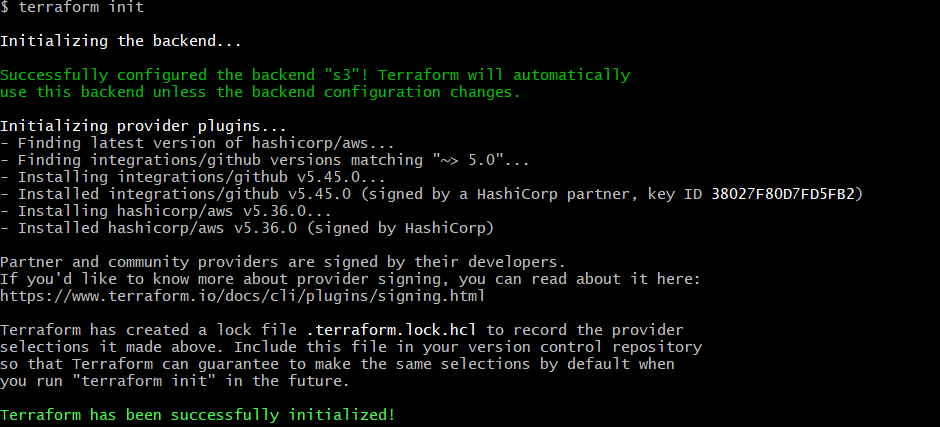 $ terraform init
Initializing the backend...
Successfully configured the backend "s3"! Terraform will automatically
use this backend unless the backend configuration changes.
Initializing provider plugins...
- Finding latest version of hashicorp/aws...
- Finding integrations/github versions matching "~> 5.0"...
- Installing integrations/github v5.45.0...
- Installed integrations/github v5.45.0 (signed by a HashiCorp partner, key ID 38027F80D7FD5FB2)
- Installing hashicorp/aws v5.36.0...
- Installed hashicorp/aws v5.36.0 (signed by HashiCorp)
Partner and community providers are signed by their developers.
If you'd like to know more about provider signing, you can read about it here:
https://www.terraform.io/docs/cli/plugins/signing.html
Terraform has created a lock file .terraform.lock.hcl to record the provider
selections it made above. Include this file in your version control repository
so that Terraform can guarantee to make the same selections by default when
you run "terraform init" in the future.
Terraform has been successfully initialized!